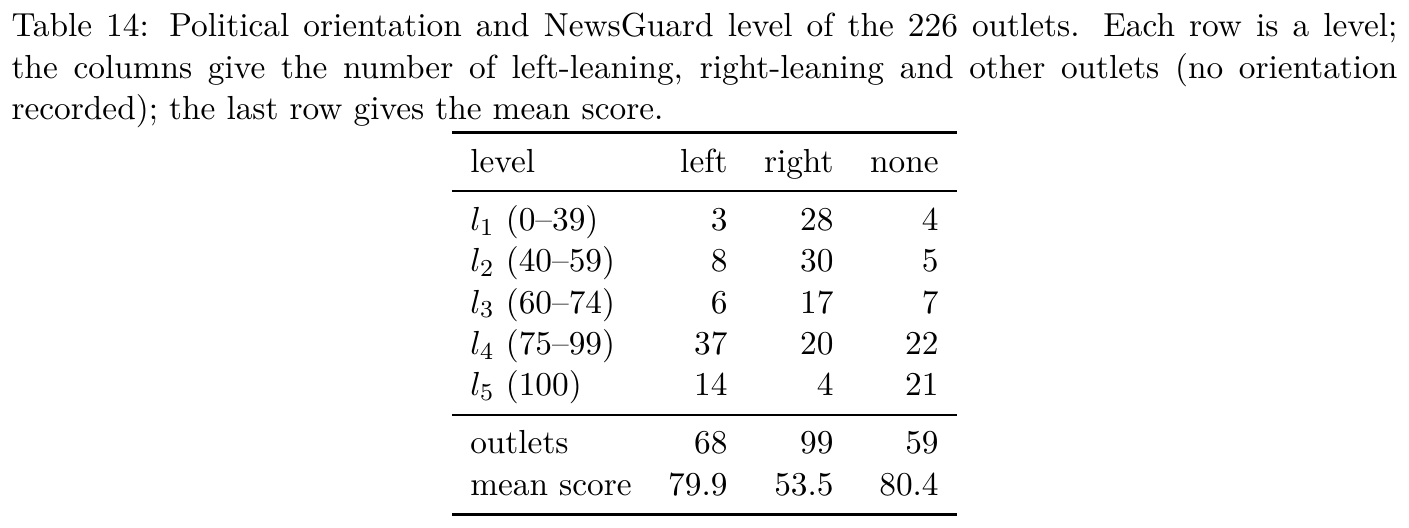 Table 14: Political orientation and NewsGuard level of the 226 outlets. Each row is a level;
the columns give the number of left-leaning, right-leaning and other outlets (no orientation
recorded); the last row gives the mean score.
level left right none
l₁ (0–39) 3 28 4
l₂ (40–59) 8 30 5
l₃ (60–74) 6 17 7
l₄ (75–99) 37 20 22
l₅ (100) 14 4 21
outlets 68 99 59
mean score 79.9 53.5 80.4